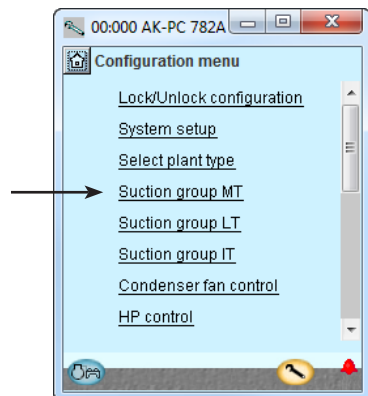 00:000 AK-PC 782A
Configuration menu
Lock/Unlock configuration
System setup
Select plant type
Suction group MT
Suction group LT
Suction group IT
Condenser fan control
HP control